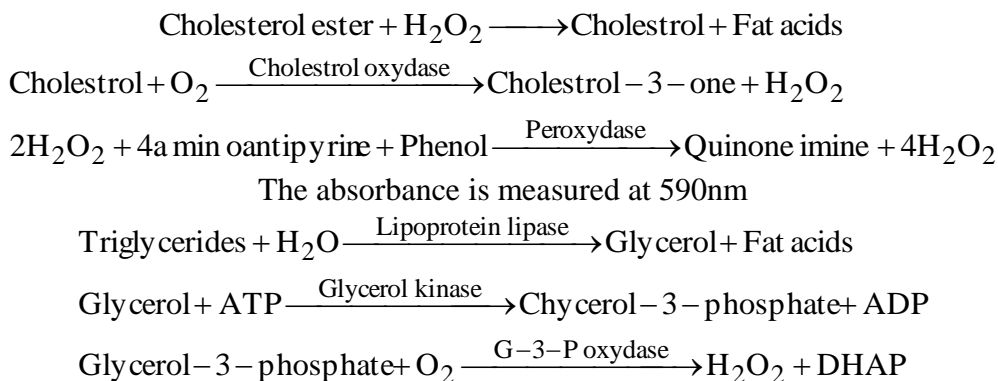 Cholesterol ester + H₂O₂ ⟶ Cholestrol + Fat acids
Cholestrol + O₂ —Cholestrol oxydase→ Cholestrol – 3 – one + H₂O₂
2H₂O₂ + 4a min oantipyrine + Phenol —Peroxydase→ Quinone imine + 4H₂O₂
The absorbance is measured at 590nm
Triglycerides + H₂O —Lipoprotein lipase→ Glycerol + Fat acids
Glycerol + ATP —Glycerol kinase→ Chycerol – 3 – phosphate + ADP
Glycerol – 3 – phosphate + O₂ —G–3–P oxydase→ H₂O₂ + DHAP